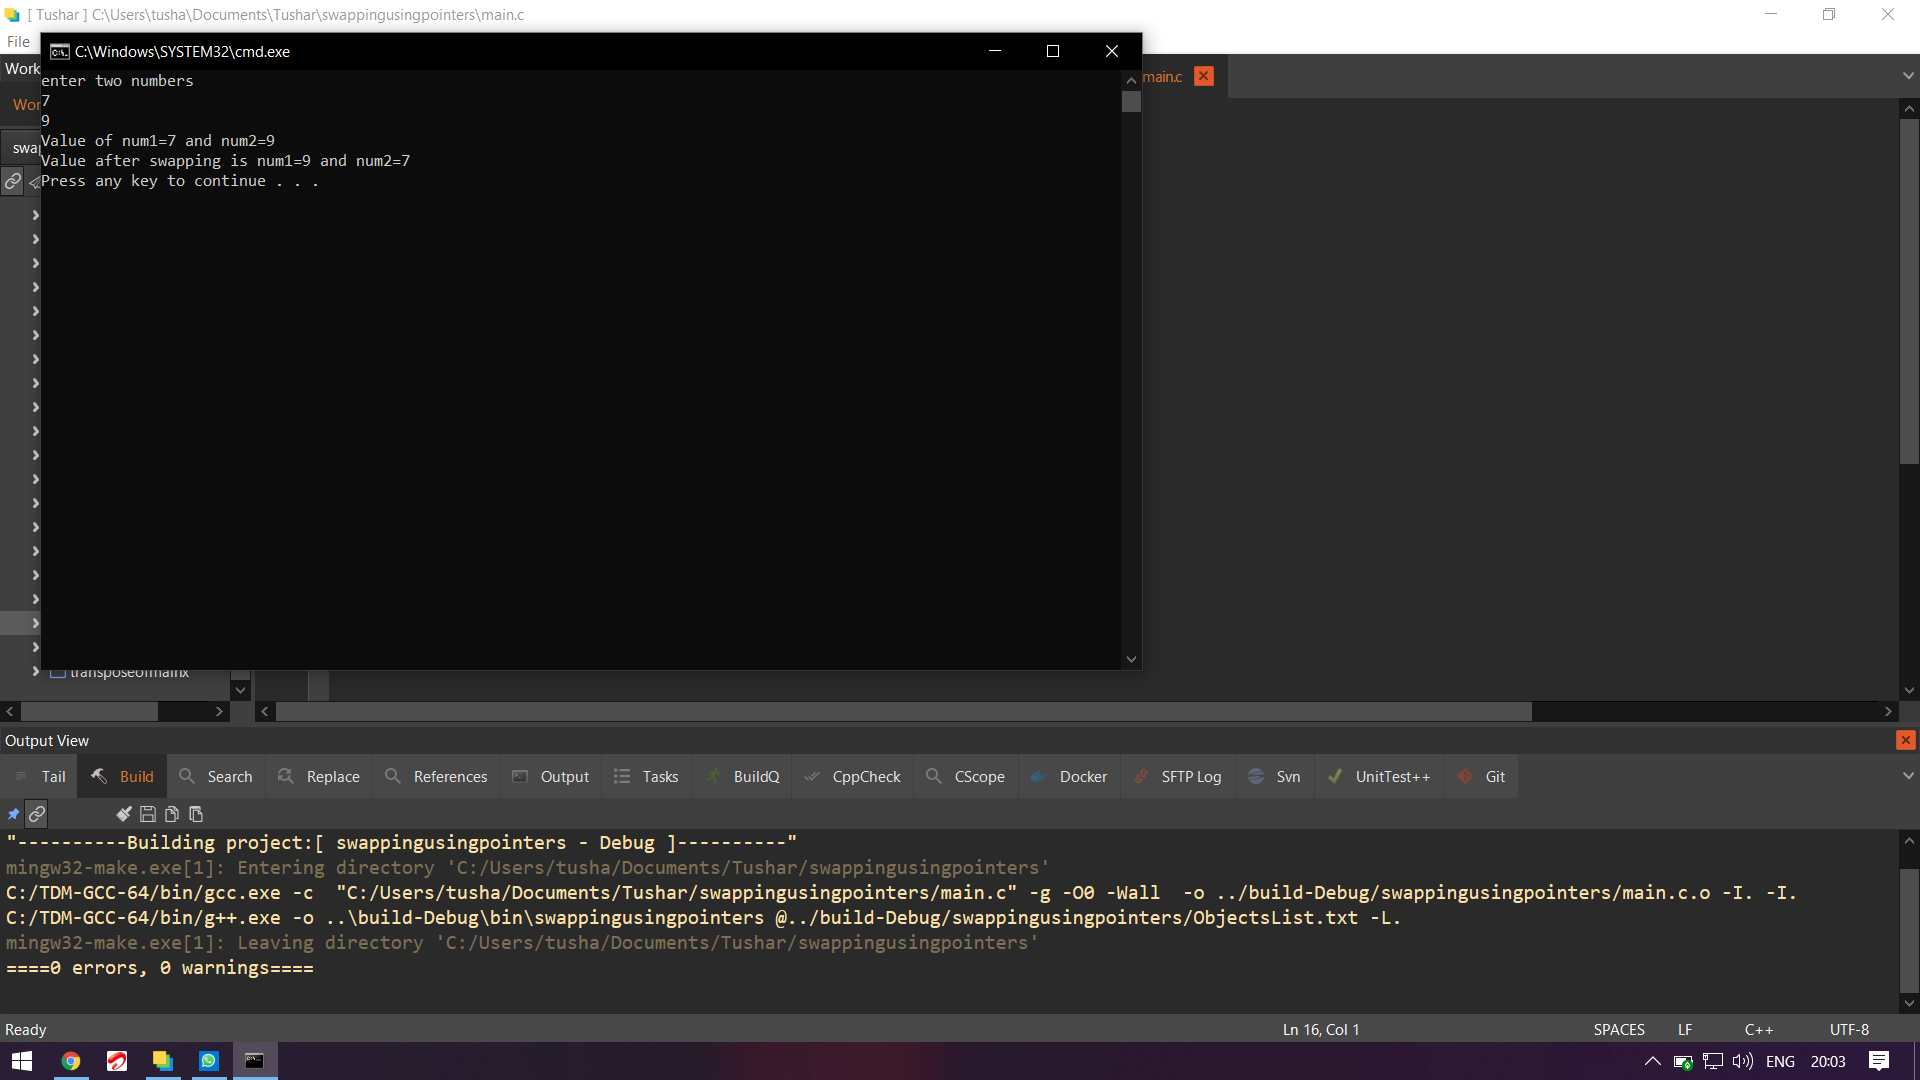 [ Tushar ] C:\Users\tusha\Documents\Tushar\swappingusingpointers\main.c
File
C:\Windows\SYSTEM32\cmd.exe
Work
main.c
Wor
swap
enter two numbers
7
9
Value of num1=7 and num2=9
Value after swapping is num1=9 and num2=7
Press any key to continue . . .
transposeofmatrix
Output View
Tail Build Search Replace References Output Tasks BuildQ CppCheck CScope Docker SFTP Log Svn UnitTest++ Git
"----------Building project:[ swappingusingpointers - Debug ]----------"
mingw32-make.exe[1]: Entering directory 'C:/Users/tusha/Documents/Tushar/swappingusingpointers'
C:/TDM-GCC-64/bin/gcc.exe -c  "C:/Users/tusha/Documents/Tushar/swappingusingpointers/main.c" -g -O0 -Wall  -o ../build-Debug/swappingusingpointers/main.c.o -I. -I.
C:/TDM-GCC-64/bin/g++.exe -o ..\build-Debug\bin\swappingusingpointers @../build-Debug/swappingusingpointers/ObjectsList.txt -L.
mingw32-make.exe[1]: Leaving directory 'C:/Users/tusha/Documents/Tushar/swappingusingpointers'
====0 errors, 0 warnings====
Ready Ln 16, Col 1 SPACES LF C++ UTF-8
ENG 20:03